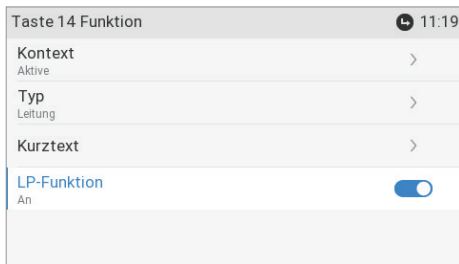 Taste 14 Funktion 11:19
Kontext
Aktive
Typ
Leitung
Kurztext
LP-Funktion
An